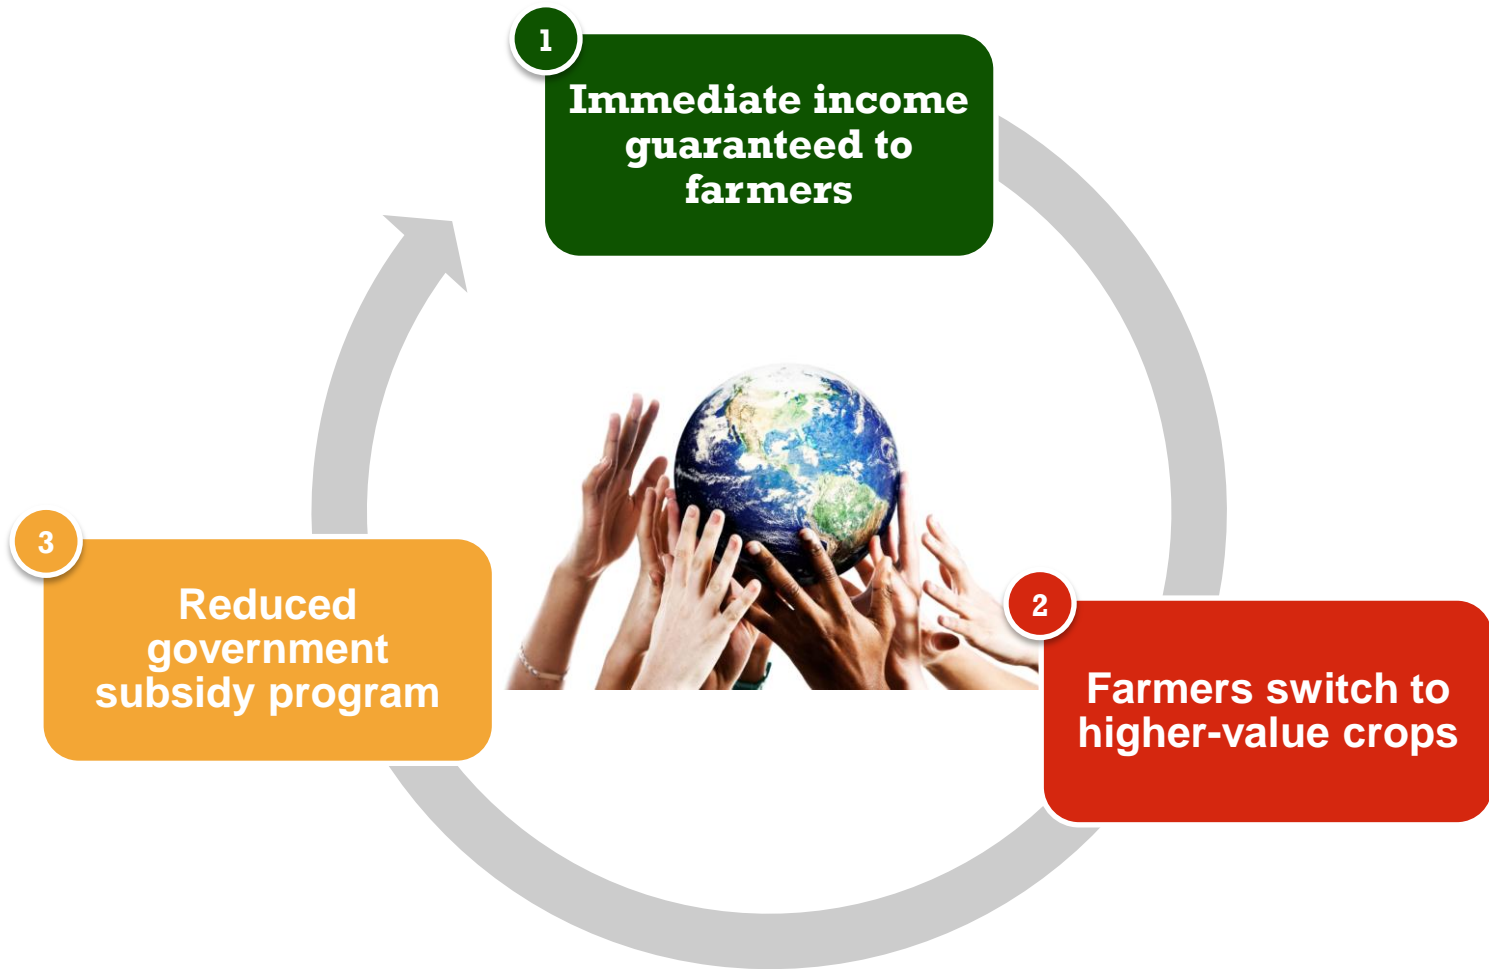 1
Immediate income
guaranteed to
farmers
2
Farmers switch to
higher-value crops
3
Reduced
government
subsidy program